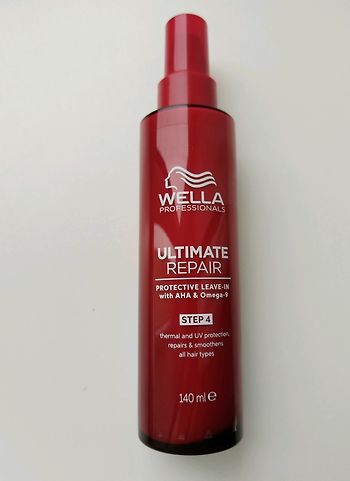 WELLA
PROFESSIONALS
ULTIMATE
REPAIR
PROTECTIVE LEAVE-IN
with AHA & Omega-9
STEP 4
thermal and UV protection,
repairs & smoothens
all hair types
140 ml ℮